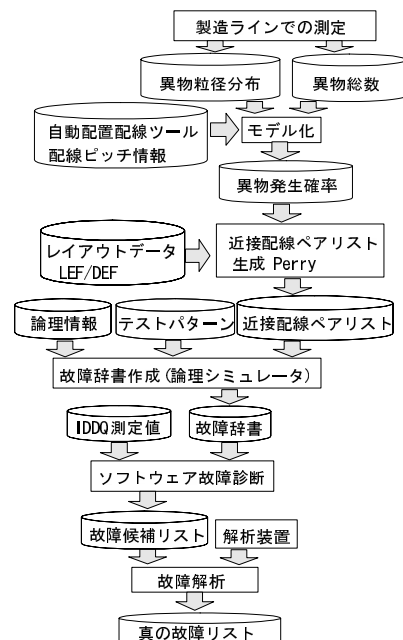 製造ラインでの測定
異物粒径分布
異物総数
自動配置配線ツール
配線ピッチ情報
モデル化
異物発生確率
レイアウトデータ
LEF/DEF
近接配線ペアリスト
生成 Perry
論理情報
テストパターン
近接配線ペアリスト
故障辞書作成(論理シミュレータ)
IDDQ測定値
故障辞書
ソフトウェア故障診断
故障候補リスト
解析装置
故障解析
真の故障リスト